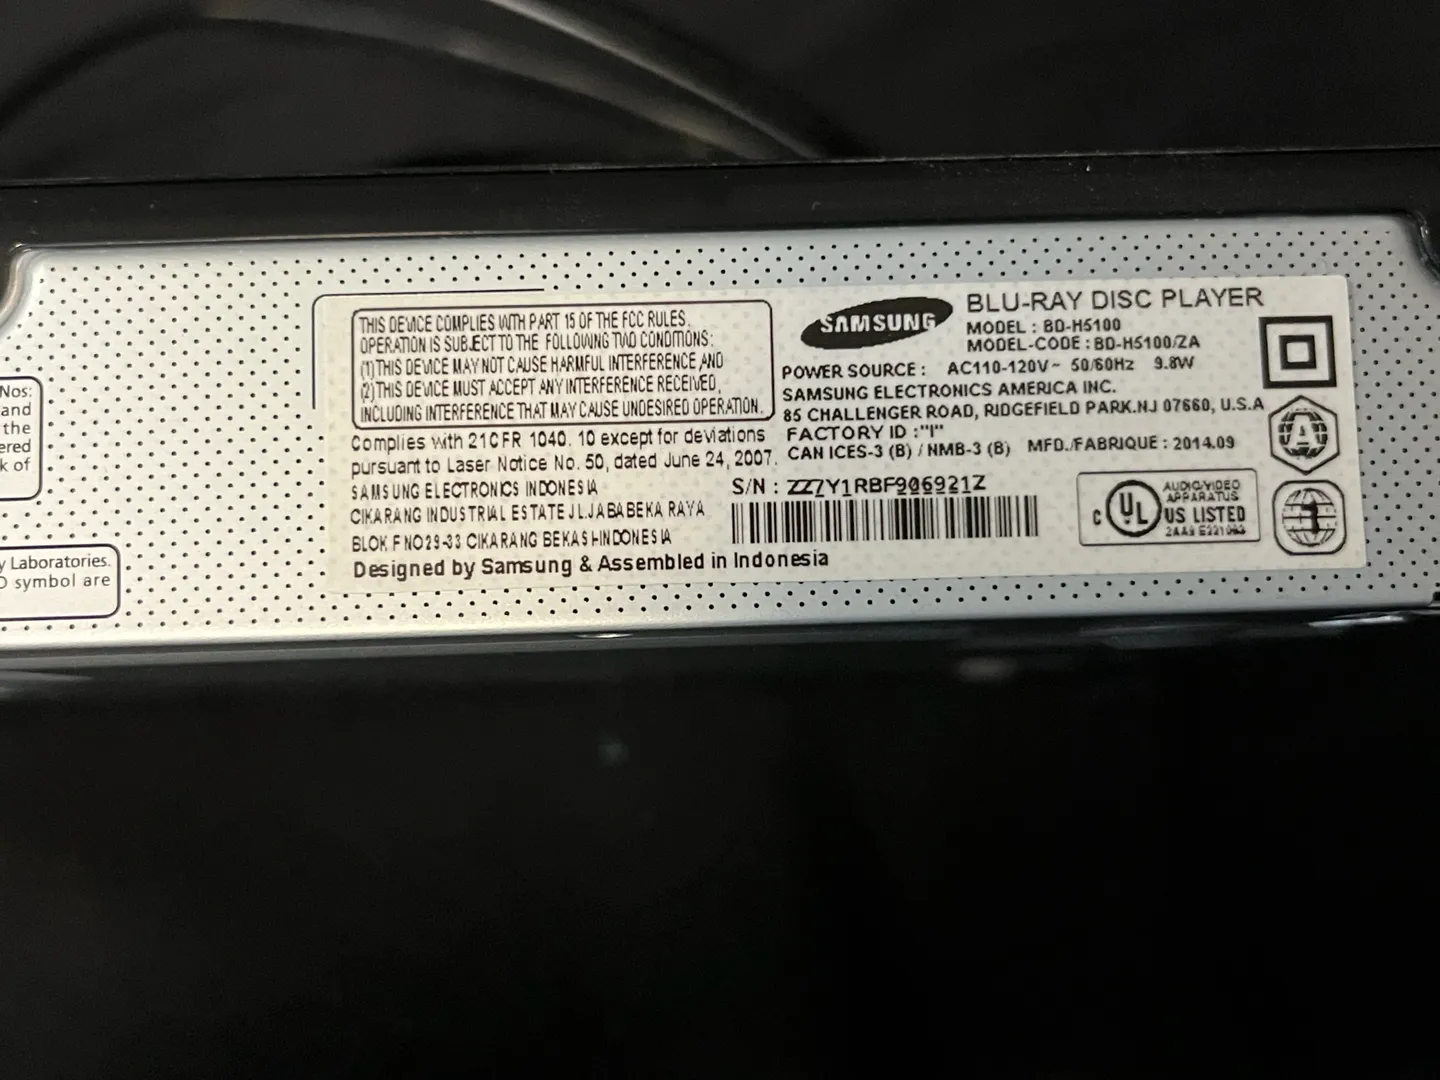 Nos:
and
the
ered
k of
y Laboratories.
D symbol are
THIS DEVICE COMPLIES WITH PART 15 OF THE FCC RULES.
OPERATION IS SUBJECT TO THE FOLLOWING TWO CONDITIONS:
(1) THIS DEVICE MAY NOT CAUSE HARMFUL INTERFERENCE, AND
(2) THIS DEVICE MUST ACCEPT ANY INTERFERENCE RECEIVED,
INCLUDING INTERFERENCE THAT MAY CAUSE UNDESIRED OPERATION.
Complies with 21CFR 1040. 10 except for deviations
pursuant to Laser Notice No. 50, dated June 24, 2007.
SAMSUNG ELECTRONICS INDONESIA
CIKARANG INDUSTRIAL ESTATE JL.JABABEKA RAYA
BLOK F NO29-33 CIKARANG BEKASI-INDONESIA
Designed by Samsung & Assembled in Indonesia
SAMSUNG
BLU-RAY DISC PLAYER
MODEL : BD-H5100
MODEL-CODE : BD-H5100/ZA
POWER SOURCE : AC110-120V~ 50/60Hz 9.8W
SAMSUNG ELECTRONICS AMERICA INC.
85 CHALLENGER ROAD, RIDGEFIELD PARK.NJ 07660, U.S.A
FACTORY ID :"I"
CAN ICES-3 (B) / NMB-3 (B) MFD./FABRIQUE : 2014.09
S/N : ZZ7Y1RBF906921Z
C UL US LISTED
AUDIO/VIDEO
APPARATUS
2AA9 E221083
A